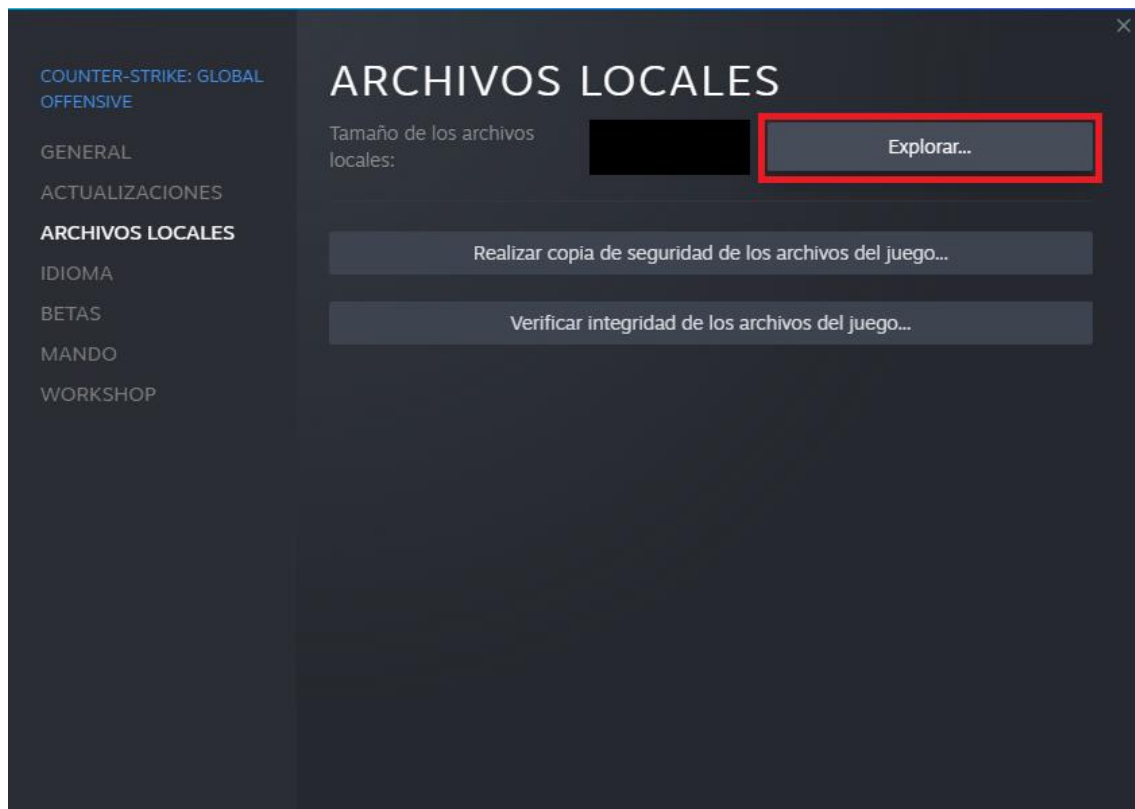 COUNTER-STRIKE: GLOBAL
OFFENSIVE
GENERAL
ACTUALIZACIONES
ARCHIVOS LOCALES
IDIOMA
BETAS
MANDO
WORKSHOP
ARCHIVOS LOCALES
Tamaño de los archivos
locales:
Explorar...
Realizar copia de seguridad de los archivos del juego...
Verificar integridad de los archivos del juego...